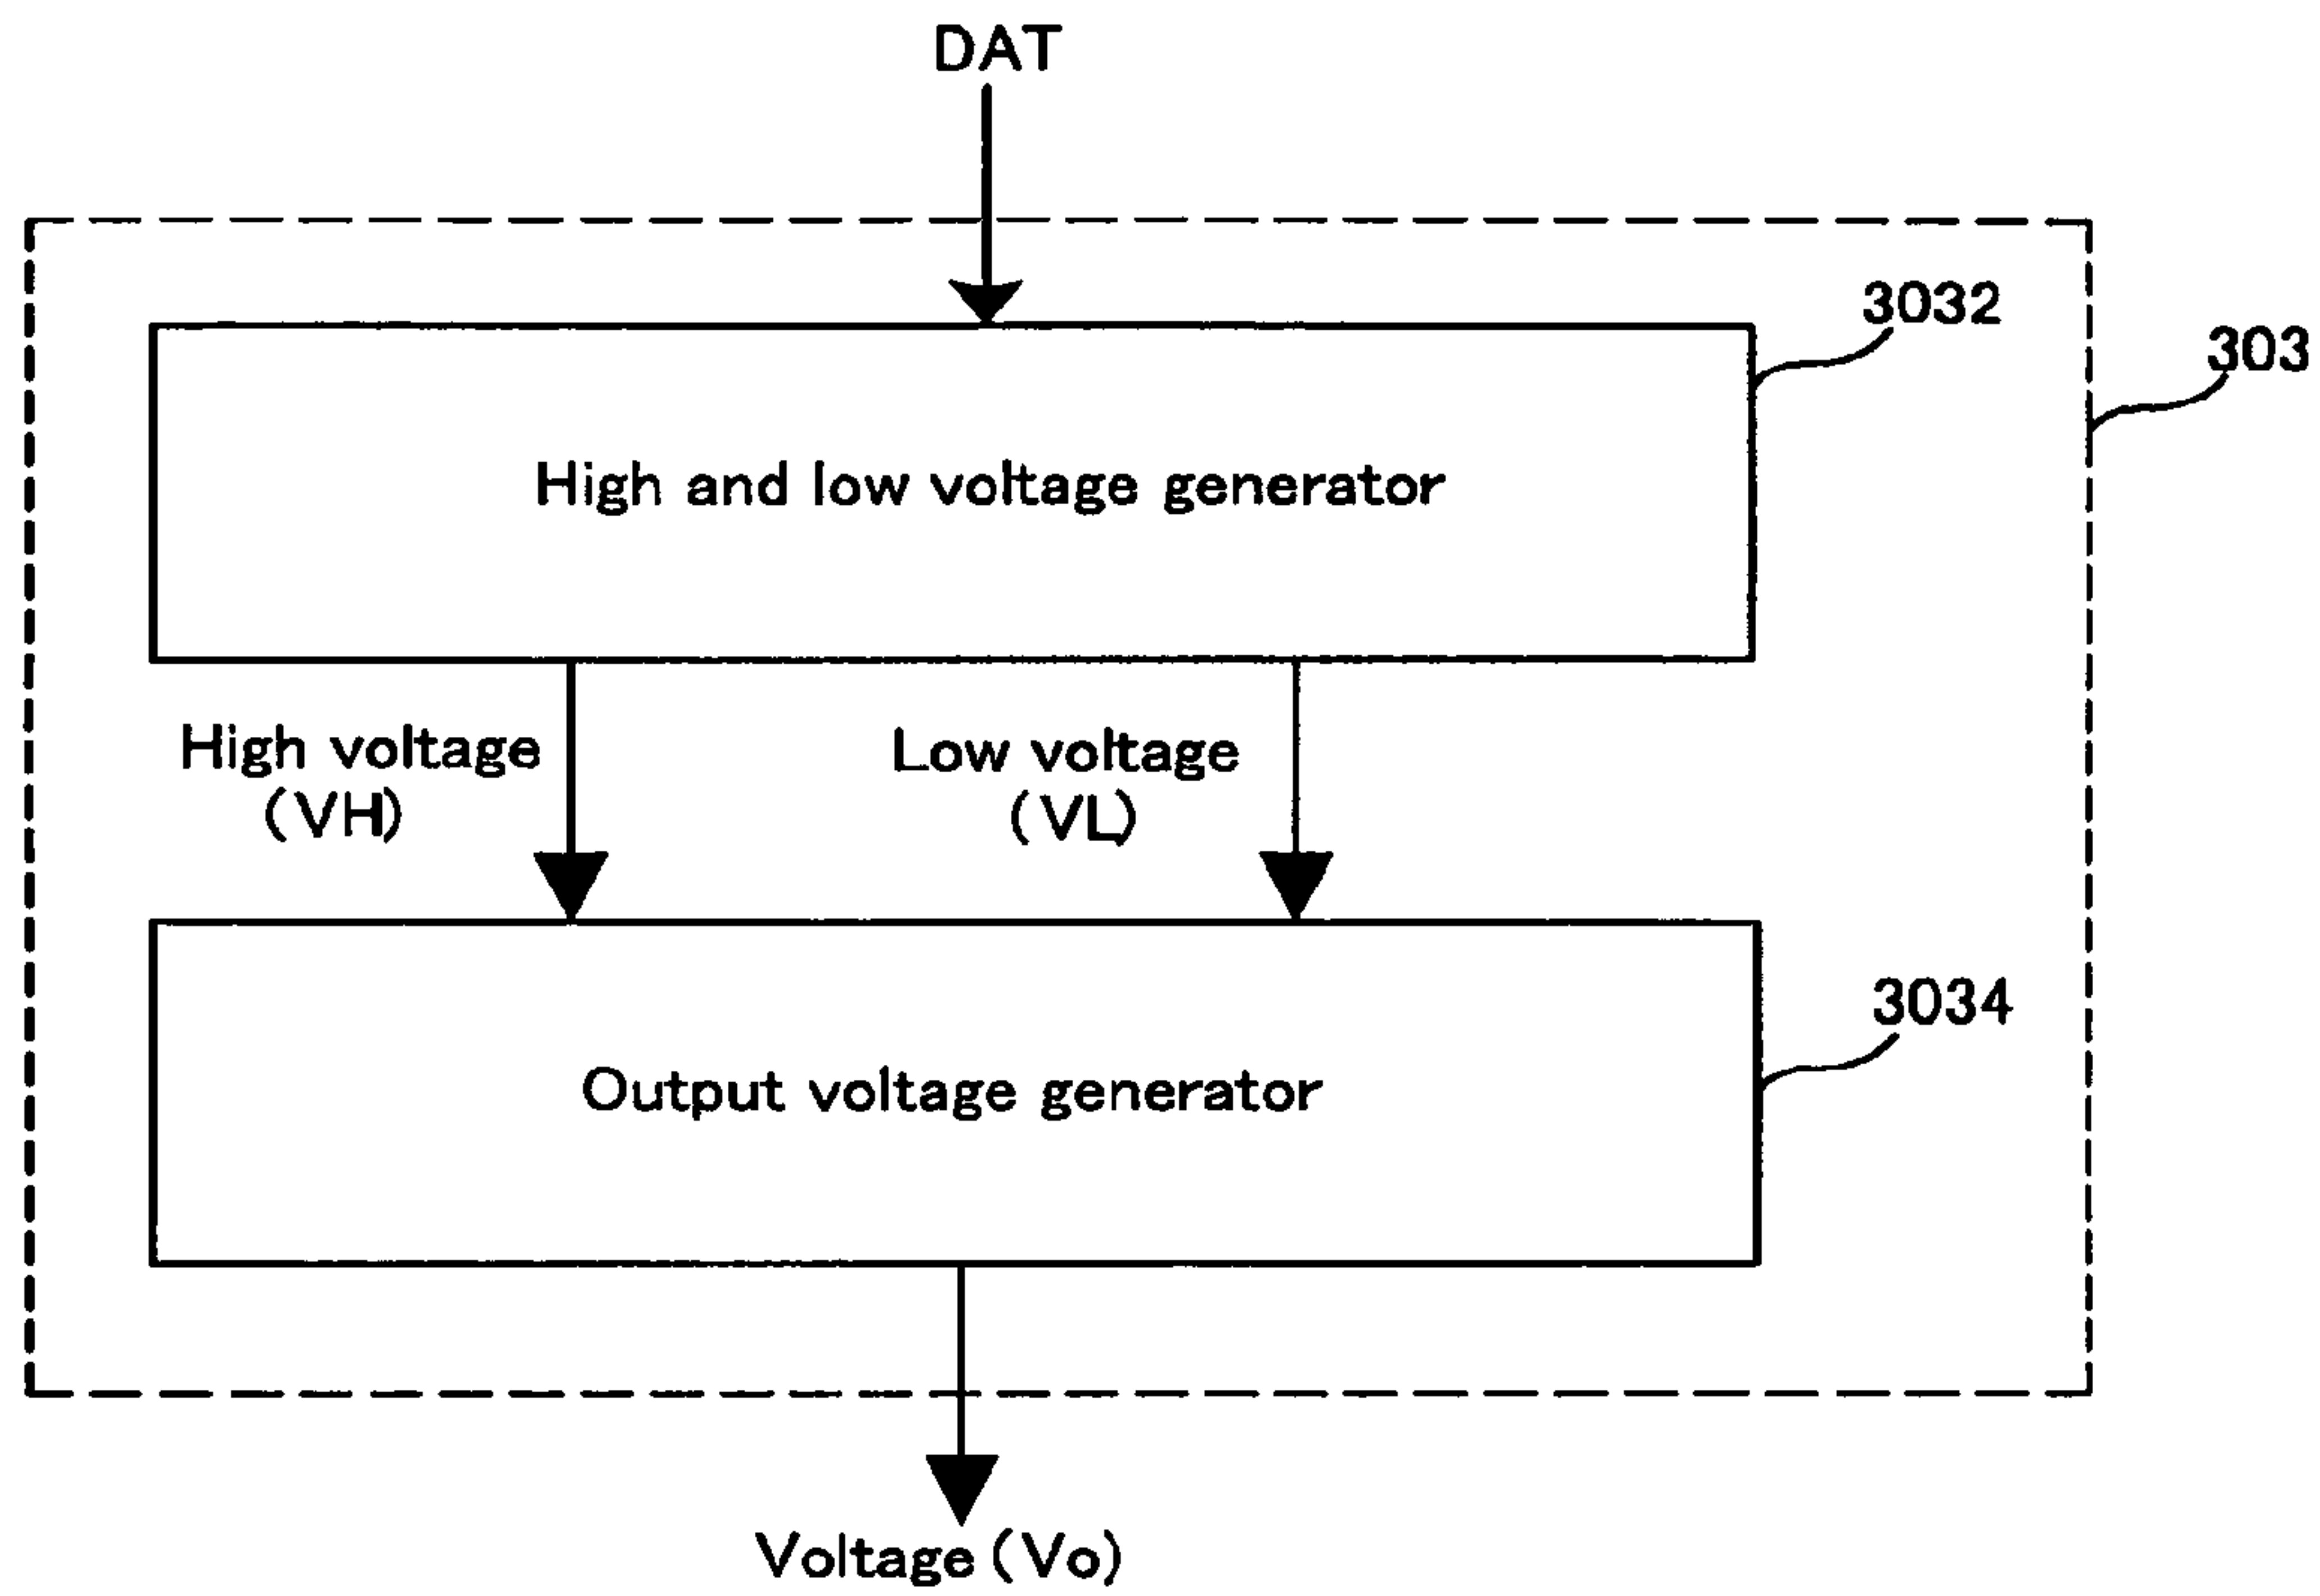 DAT
3032
303
High and low voltage generator
High voltage
(VH)
Low voltage
(VL)
3034
Output voltage generator
Voltage (Vo)